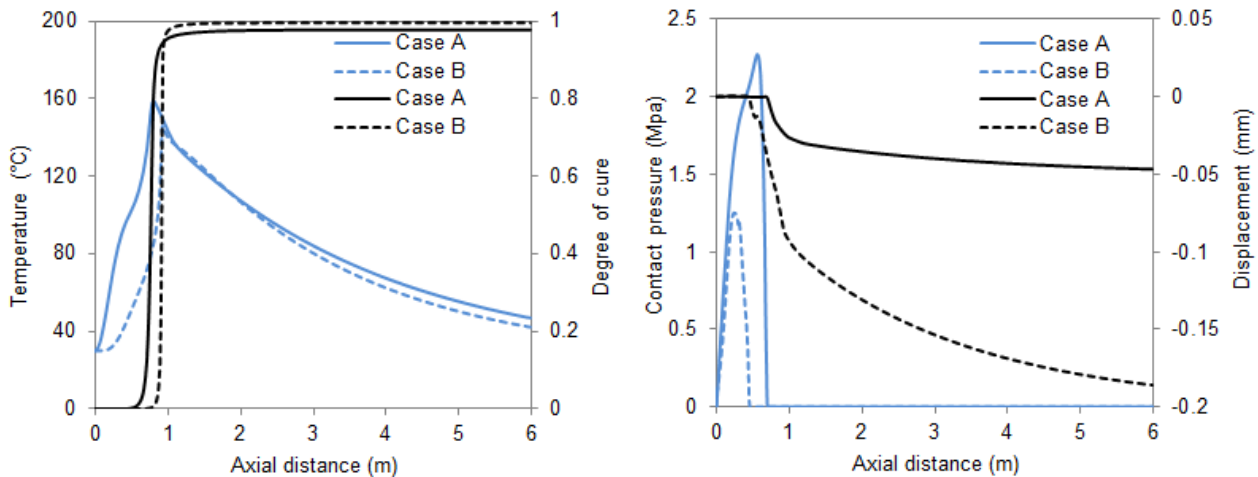 200
160
120
80
40
0
Temperature (°C)
0
1
2
3
4
5
6
Axial distance (m)
1
0.8
0.6
0.4
0.2
0
Degree of cure
Case A
Case B
Case A
Case B
2.5
2
1.5
1
0.5
0
Contact pressure (Mpa)
0
1
2
3
4
5
6
Axial distance (m)
0.05
0
-0.05
-0.1
-0.15
-0.2
Displacement (mm)
Case A
Case B
Case A
Case B